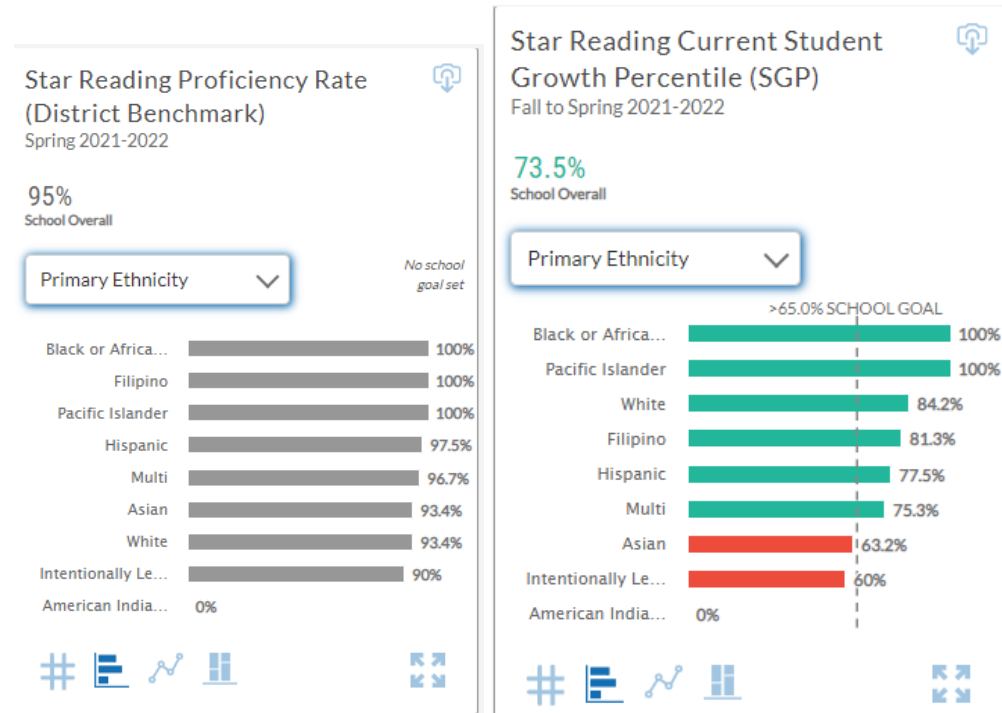 Star Reading Proficiency Rate
(District Benchmark)
Spring 2021-2022
95%
School Overall
Primary Ethnicity
No school
goal set
Black or Africa... 100%
Filipino 100%
Pacific Islander 100%
Hispanic 97.5%
Multi 96.7%
Asian 93.4%
White 93.4%
Intentionally Le... 90%
American India... 0%
Star Reading Current Student
Growth Percentile (SGP)
Fall to Spring 2021-2022
73.5%
School Overall
Primary Ethnicity
>65.0% SCHOOL GOAL
Black or Africa... 100%
Pacific Islander 100%
White 84.2%
Filipino 81.3%
Hispanic 77.5%
Multi 75.3%
Asian 63.2%
Intentionally Le... 60%
American India... 0%